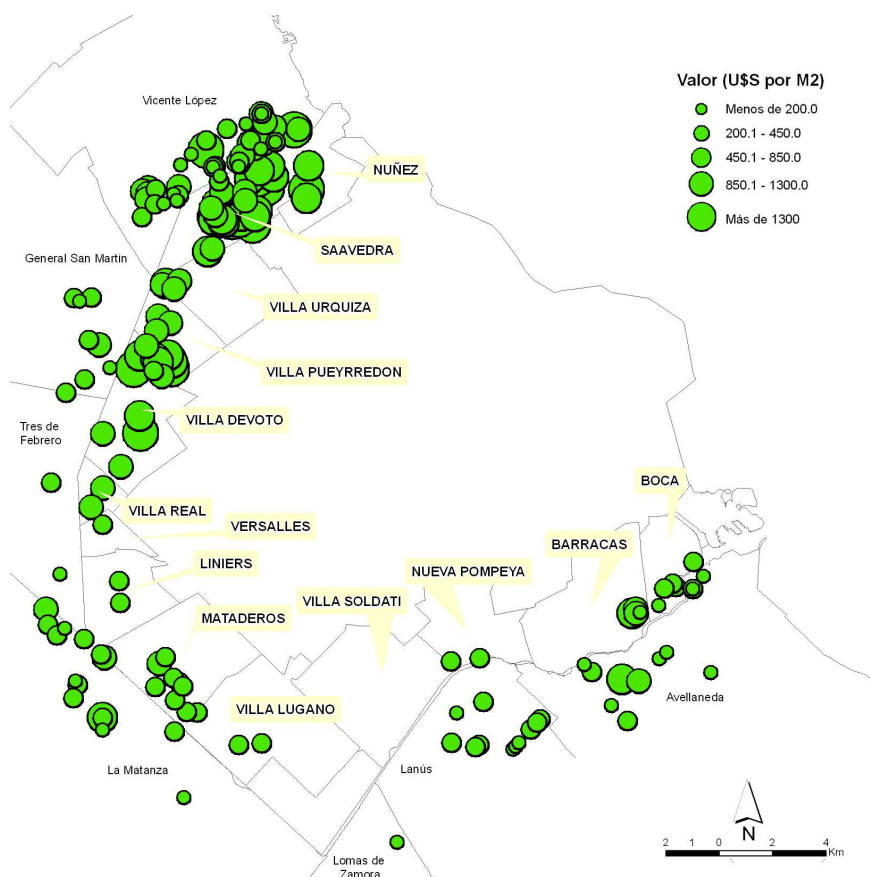 Valor (U$S por M2)
Menos de 200.0
200.1 - 450.0
450.1 - 850.0
850.1 - 1300.0
Más de 1300
Vicente López
NUÑEZ
SAAVEDRA
General San Martin
VILLA URQUIZA
VILLA PUEYRREDON
VILLA DEVOTO
Tres de
Febrero
BOCA
VILLA REAL
VERSALLES
BARRACAS
LINIERS
NUEVA POMPEYA
VILLA SOLDATI
MATADEROS
Avellaneda
VILLA LUGANO
La Matanza
Lanús
Lomas de
Zamora
N
2 1 0 2 4
Km